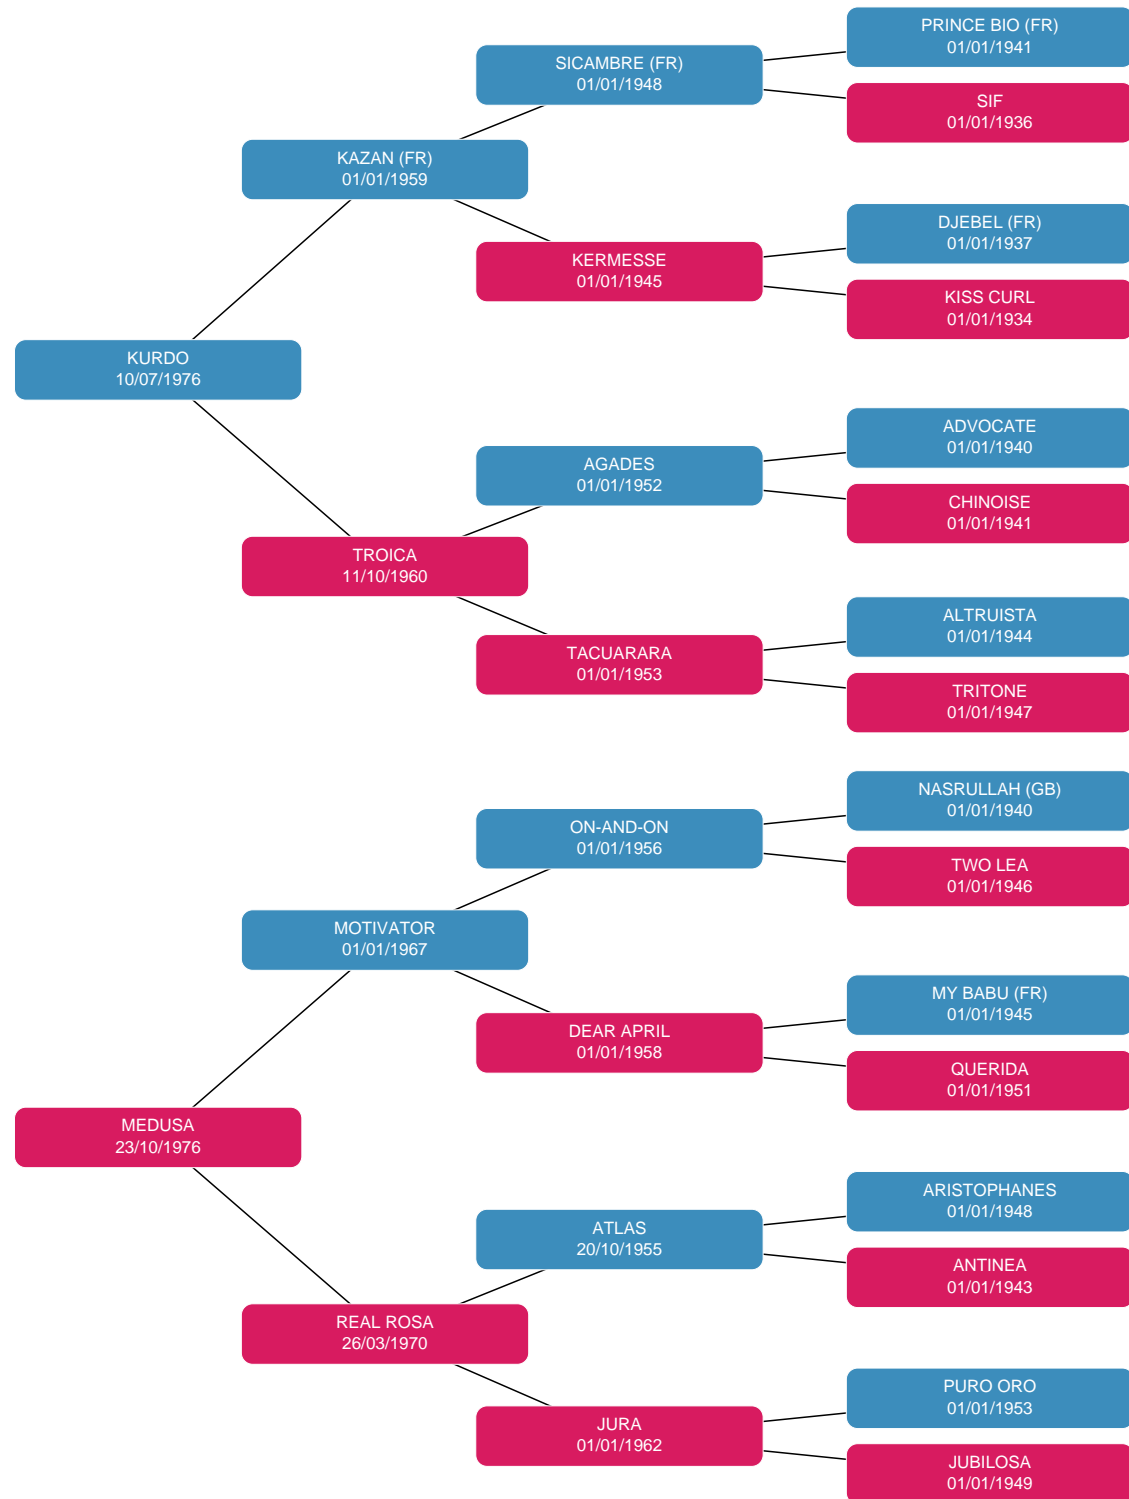 PRINCE BIO (FR)
01/01/1941
SICAMBRE (FR)
01/01/1948
SIF
01/01/1936
KAZAN (FR)
01/01/1959
DJEBEL (FR)
01/01/1937
KERMESSE
01/01/1945
KISS CURL
01/01/1934
KURDO
10/07/1976
ADVOCATE
01/01/1940
AGADES
01/01/1952
CHINOISE
01/01/1941
TROICA
11/10/1960
ALTRUISTA
01/01/1944
TACUARARA
01/01/1953
TRITONE
01/01/1947
NASRULLAH (GB)
01/01/1940
ON-AND-ON
01/01/1956
TWO LEA
01/01/1946
MOTIVATOR
01/01/1967
MY BABU (FR)
01/01/1945
DEAR APRIL
01/01/1958
QUERIDA
01/01/1951
MEDUSA
23/10/1976
ARISTOPHANES
01/01/1948
ATLAS
20/10/1955
ANTINEA
01/01/1943
REAL ROSA
26/03/1970
PURO ORO
01/01/1953
JURA
01/01/1962
JUBILOSA
01/01/1949